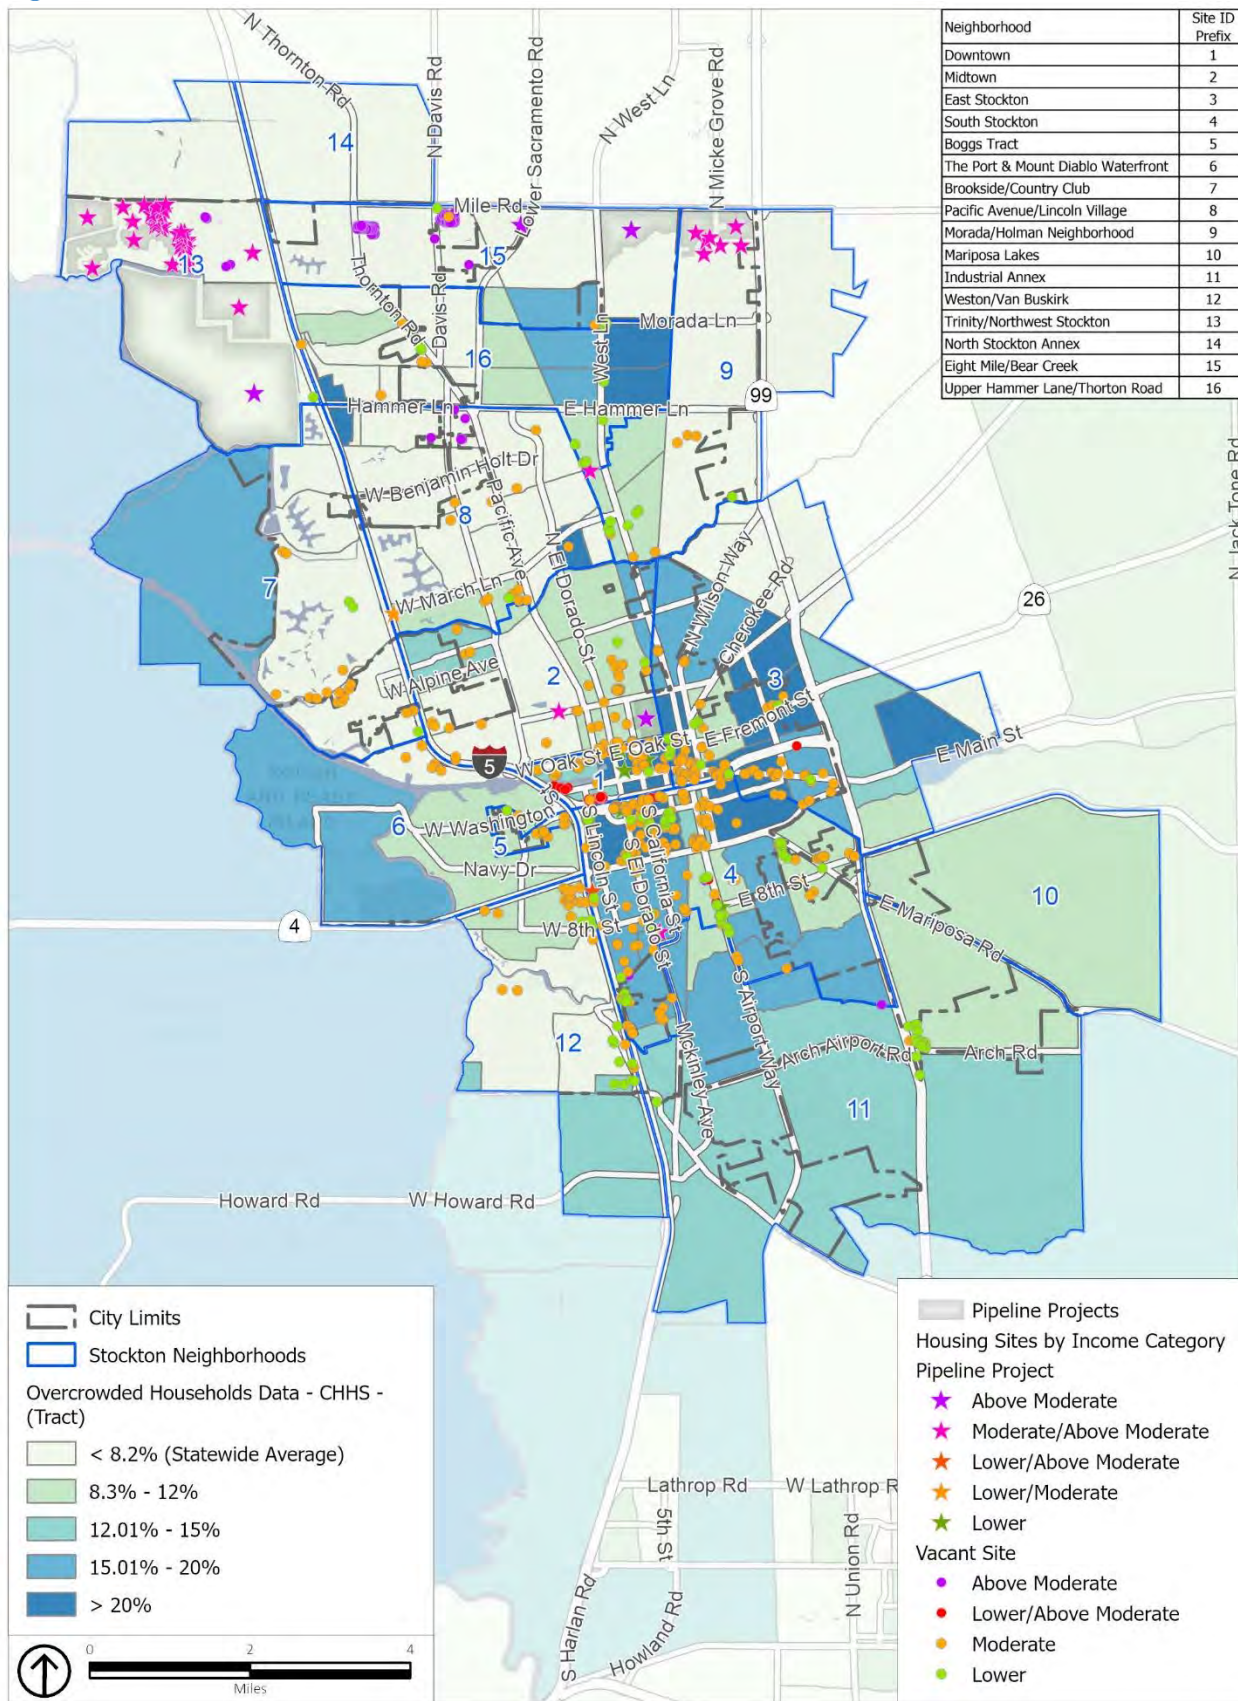 Neighborhood Site ID Prefix
Downtown 1
Midtown 2
East Stockton 3
South Stockton 4
Boggs Tract 5
The Port & Mount Diablo Waterfront 6
Brookside/Country Club 7
Pacific Avenue/Lincoln Village 8
Morada/Holman Neighborhood 9
Mariposa Lakes 10
Industrial Annex 11
Weston/Van Buskirk 12
Trinity/Northwest Stockton 13
North Stockton Annex 14
Eight Mile/Bear Creek 15
Upper Hammer Lane/Thorton Road 16
N Thornton Rd
N Davis Rd
Lower Sacramento Rd
N West Ln
N Micke Grove Rd
14
Mile Rd
13
15
Thornton Rd
Davis Rd
Morada Ln
West Ln
16
9
99
Hammer Ln
E Hammer Ln
W Benjamin Holt Dr
8
Pacific Ave
N El Dorado St
N Wilson Way
N Jack Tone Rd
7
W March Ln
Cherokee Rd
26
2
3
W Alpine Ave
E Fremont St
W Oak St
E Oak St
E Main St
5
1
6
W Washington St
5
S Lincoln St
S El Dorado St
S California St
Navy Dr
4
E 8th St
10
E Mariposa Rd
4
W 8th St
S Airport Way
12
Mckinley Ave
Arch Airport Rd
Arch Rd
11
Howard Rd
W Howard Rd
Lathrop Rd
W Lathrop R
5th St
N Union Rd
S Harlan Rd
Howland Rd
City Limits
Stockton Neighborhoods
Overcrowded Households Data - CHHS -
(Tract)
< 8.2% (Statewide Average)
8.3% - 12%
12.01% - 15%
15.01% - 20%
> 20%
0 2 4
Miles
Pipeline Projects
Housing Sites by Income Category
Pipeline Project
Above Moderate
Moderate/Above Moderate
Lower/Above Moderate
Lower/Moderate
Lower
Vacant Site
Above Moderate
Lower/Above Moderate
Moderate
Lower